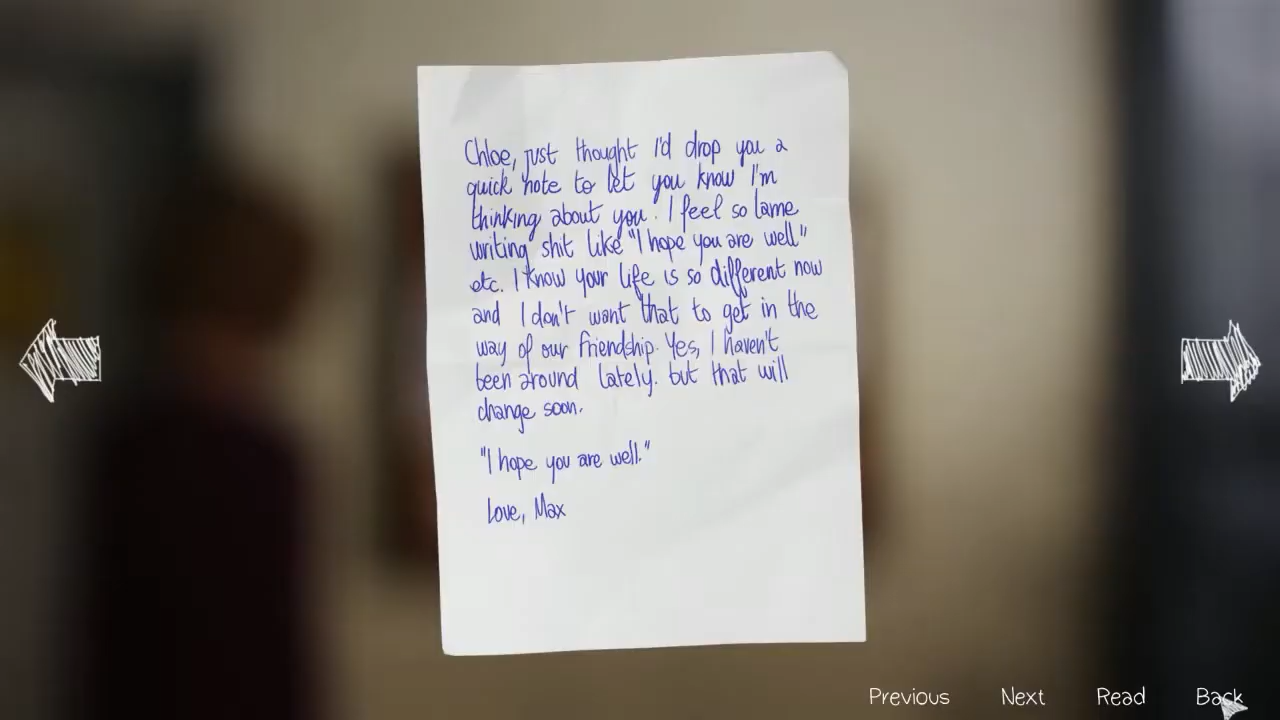 Chloe, just thought I'd drop you a
quick note to let you know I'm
thinking about you. I feel so lame
writing shit like "I hope you are well"
etc. I know your life is so different now
and I don't want that to get in the
way of our friendship. Yes, I haven't
been around lately. but that will
change soon.
"I hope you are well."
Love, Max
Previous Next Read Back